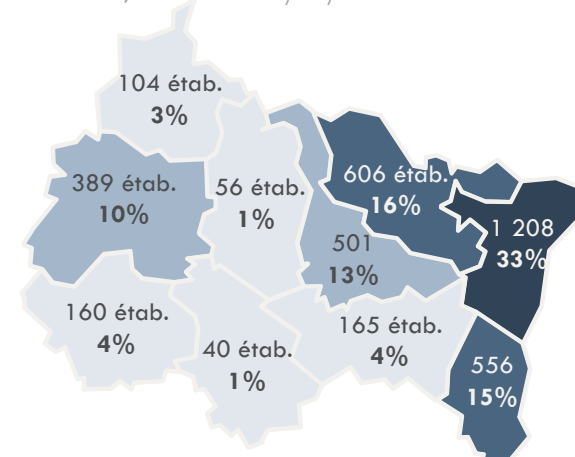 104 étab.
3%
389 étab.
10%
56 étab.
1%
606 étab.
16%
1 208
33%
501
13%
160 étab.
4%
40 étab.
1%
165 étab.
4%
556
15%